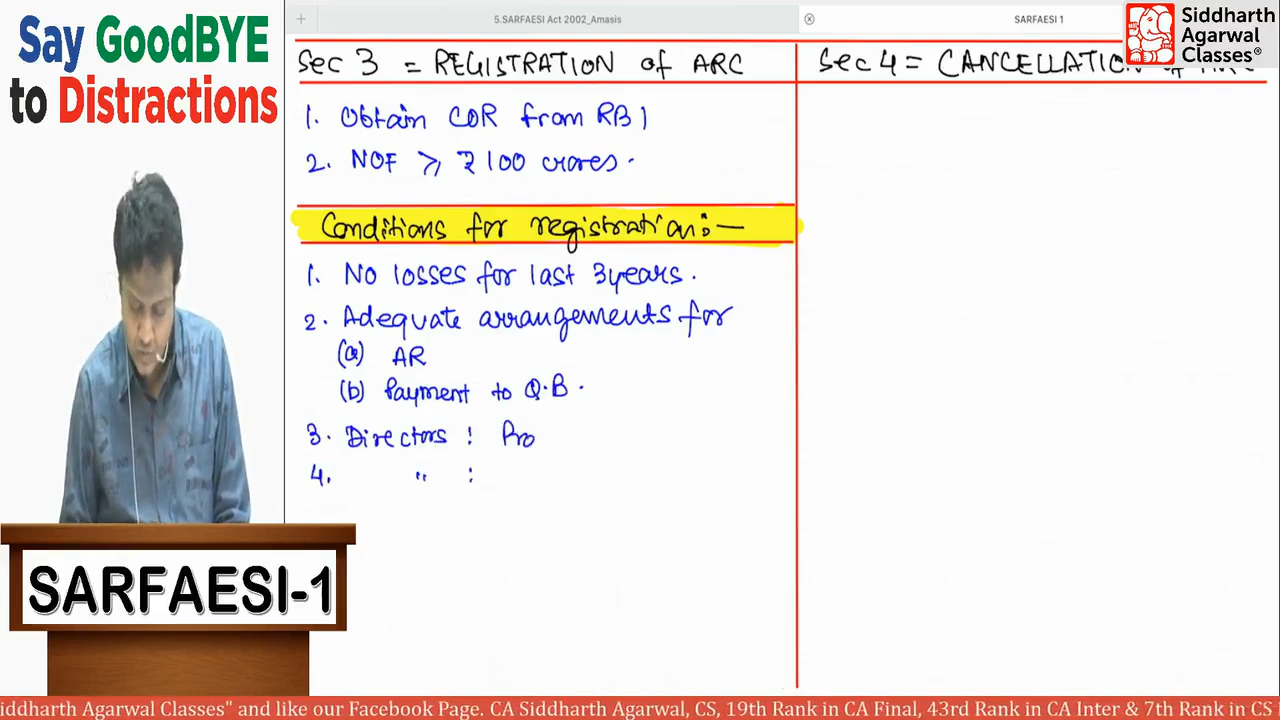 Say GoodBYE
to Distractions
5.SARFAESI Act 2002_Amasis
SARFAESI 1
Siddharth
Agarwal
Classes®
Sec 3 = REGISTRATION of ARC
1. Obtain COR from RBI
2. NOF ≥ ₹100 crores.
Conditions for registration:-
1. No losses for last 3years.
2. Adequate arrangements for
(a) AR
(b) Payment to Q.B.
3. Directors : Pro
4. " :
Sec 4 = CANCELLATION of ARC
SARFAESI-1
iddharth Agarwal Classes" and like our Facebook Page. CA Siddharth Agarwal, CS, 19th Rank in CA Final, 43rd Rank in CA Inter & 7th Rank in CS